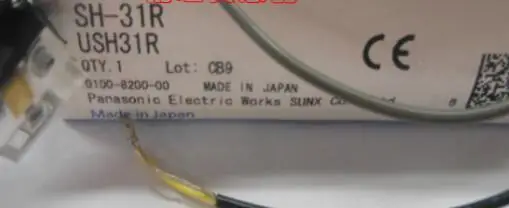 SH-31R
USH31R
QTY.1 Lot: CB9
0100-8200-00 MADE IN JAPAN
Panasonic Electric Works SUNX
Made in Japan
CE